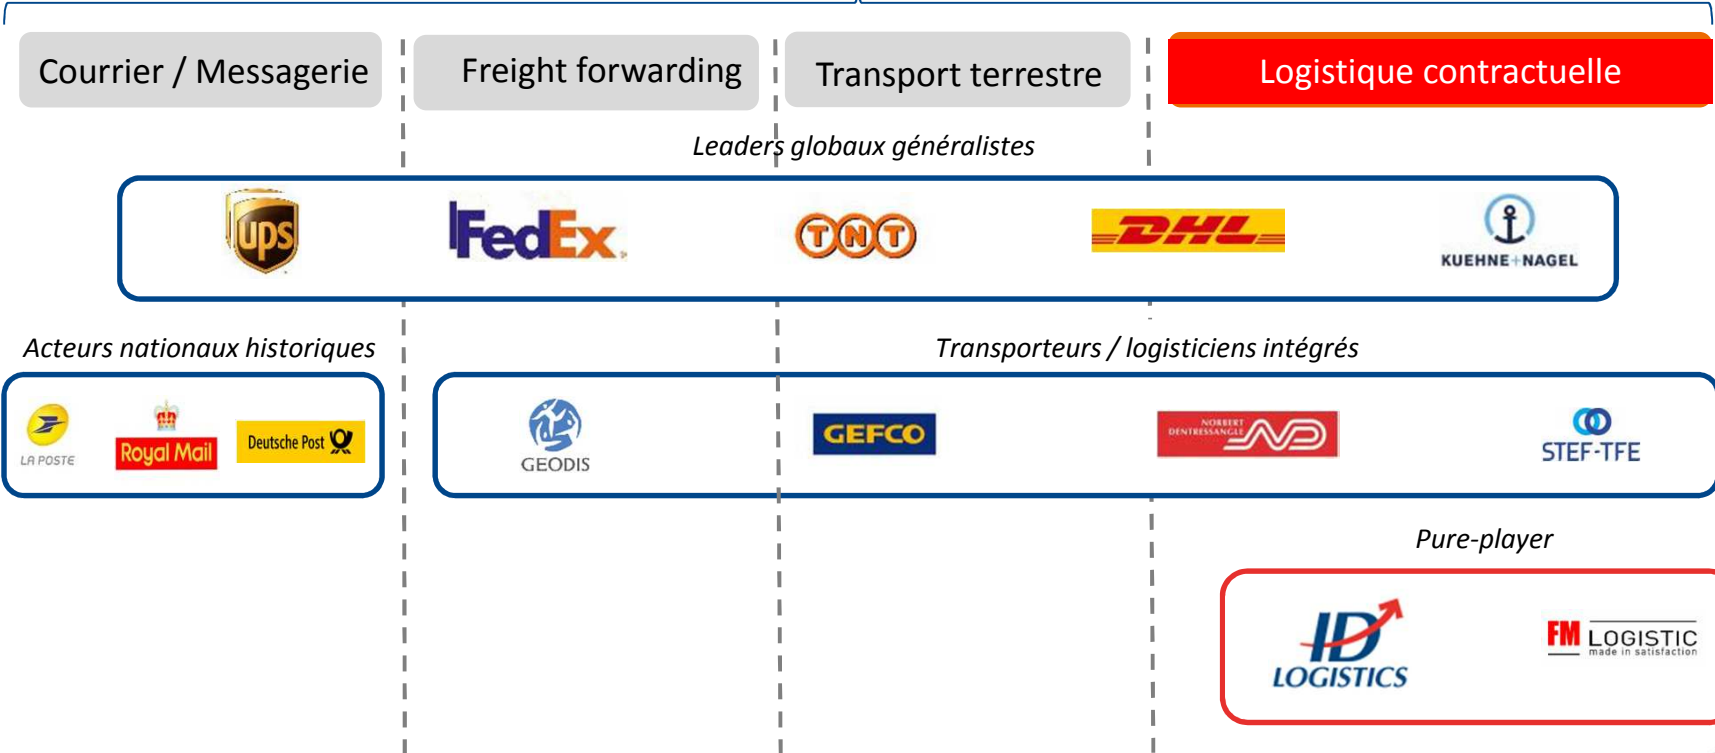 Courrier / Messagerie
Freight forwarding
Transport terrestre
Logistique contractuelle
Leaders globaux généralistes
ups
FedEx
TNT
DHL
KUEHNE+NAGEL
Acteurs nationaux historiques
Transporteurs / logisticiens intégrés
LA POSTE
Royal Mail
Deutsche Post
GEODIS
GEFCO
NORBERT
DENTRESSANGLE
ND
STEF-TFE
Pure-player
ID
LOGISTICS
FM LOGISTIC
made in satisfaction